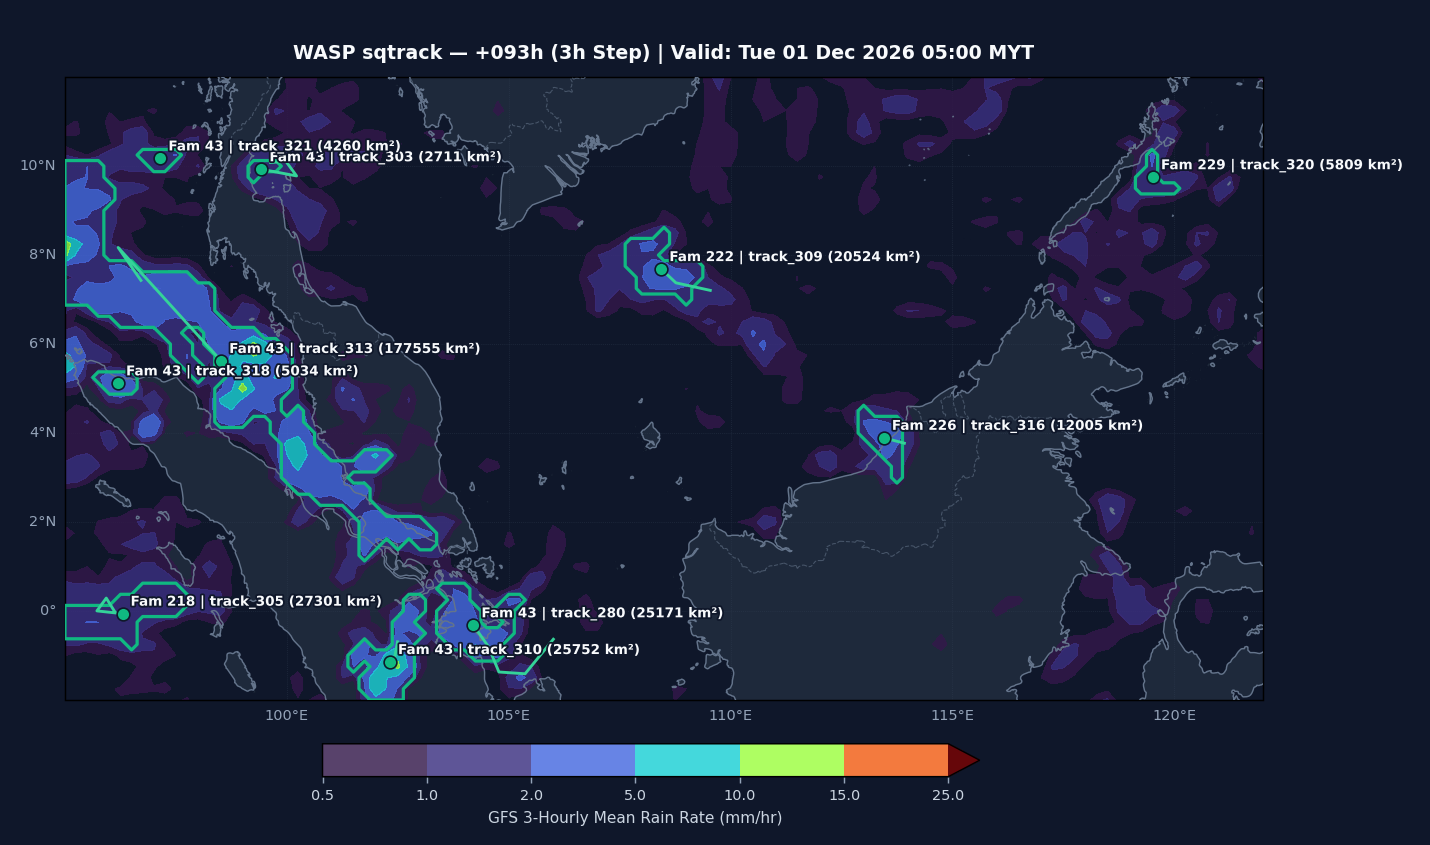 WASP sqtrack — +093h (3h Step) | Valid: Tue 01 Dec 2026 05:00 MYT
Fam 43 | track_321 (4260 km²)
Fam 43 | track_303 (2711 km²)
10°N
Fam 229 | track_320 (5809 km²)
8°N
Fam 222 | track_309 (20524 km²)
6°N
Fam 43 | track_313 (177555 km²)
Fam 43 | track_318 (5034 km²)
4°N
Fam 226 | track_316 (12005 km²)
2°N
Fam 218 | track_305 (27301 km²)
0°
Fam 43 | track_280 (25171 km²)
Fam 43 | track_310 (25752 km²)
100°E 105°E 110°E 115°E 120°E
0.5 1.0 2.0 5.0 10.0 15.0 25.0
GFS 3-Hourly Mean Rain Rate (mm/hr)